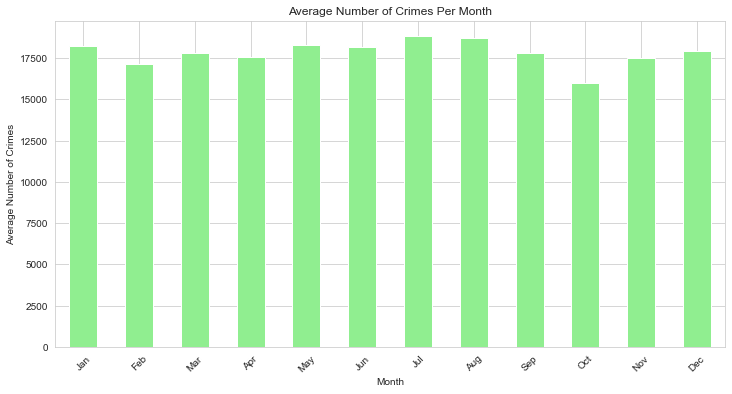 Average Number of Crimes Per Month
Average Number of Crimes
17500
15000
12500
10000
7500
5000
2500
0
Jan Feb Mar Apr May Jun Jul Aug Sep Oct Nov Dec
Month